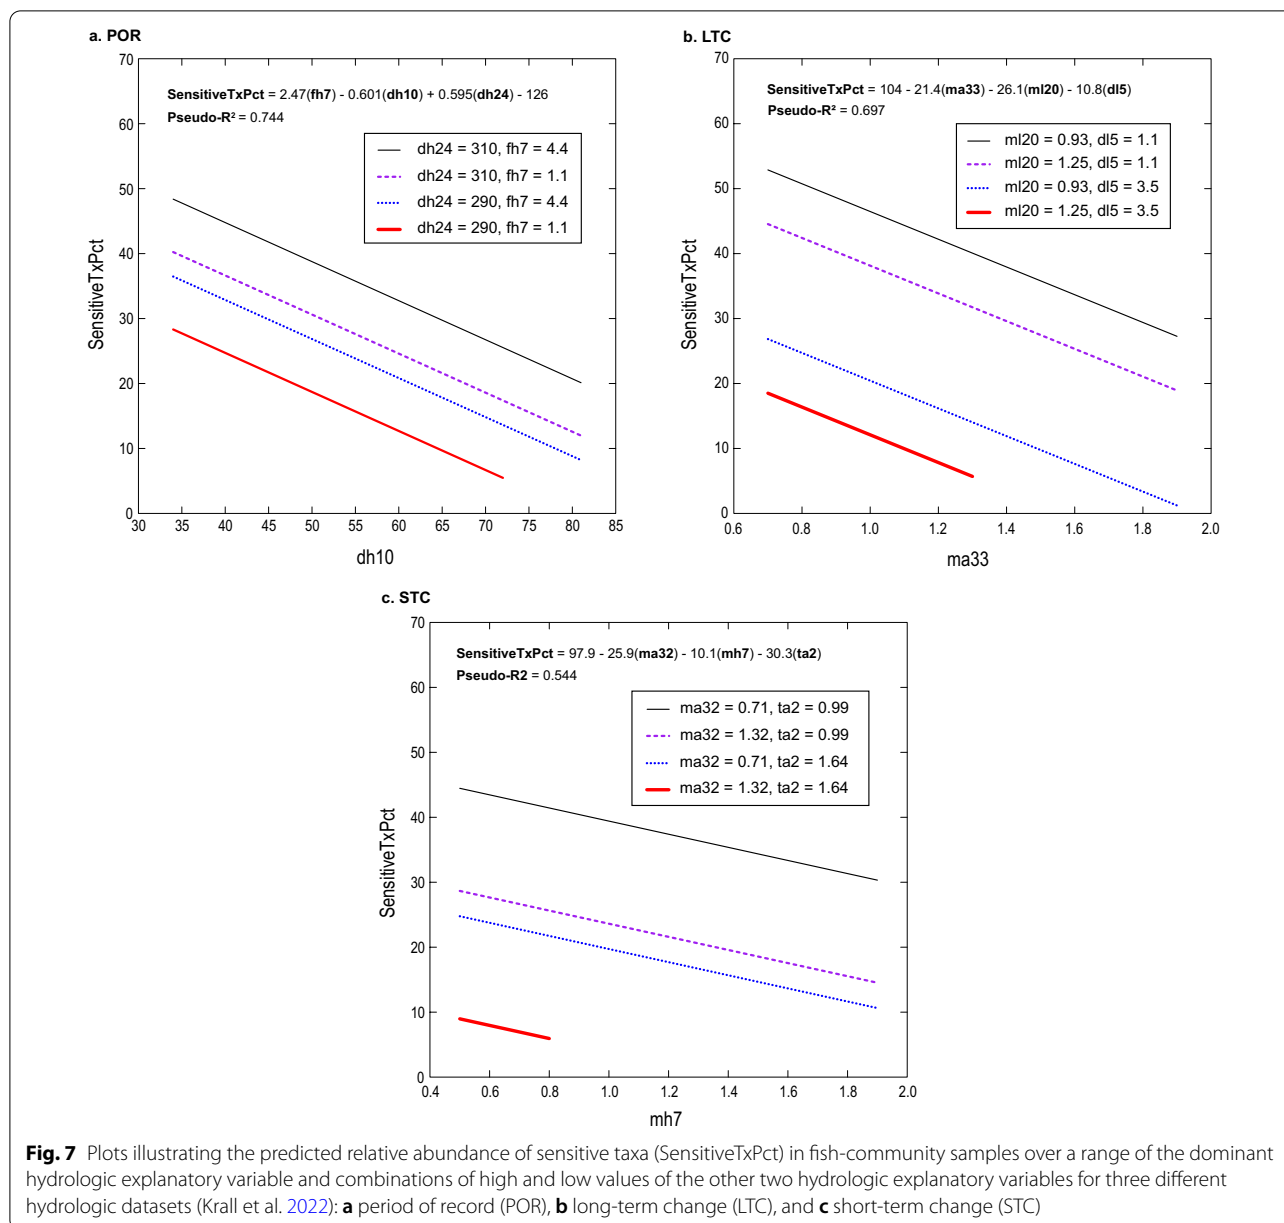 a. POR
70
60
50
40
30
20
10
0
SensitiveTxPct
SensitiveTxPct = 2.47(fh7) - 0.601(dh10) + 0.595(dh24) - 126
Pseudo-R² = 0.744
dh24 = 310, fh7 = 4.4
dh24 = 310, fh7 = 1.1
dh24 = 290, fh7 = 4.4
dh24 = 290, fh7 = 1.1
30 35 40 45 50 55 60 65 70 75 80 85
dh10
b. LTC
70
60
50
40
30
20
10
0
SensitiveTxPct
SensitiveTxPct = 104 - 21.4(ma33) - 26.1(ml20) - 10.8(dl5)
Pseudo-R² = 0.697
ml20 = 0.93, dl5 = 1.1
ml20 = 1.25, dl5 = 1.1
ml20 = 0.93, dl5 = 3.5
ml20 = 1.25, dl5 = 3.5
0.6 0.8 1.0 1.2 1.4 1.6 1.8 2.0
ma33
c. STC
70
60
50
40
30
20
10
0
SensitiveTxPct
SensitiveTxPct = 97.9 - 25.9(ma32) - 10.1(mh7) - 30.3(ta2)
Pseudo-R2 = 0.544
ma32 = 0.71, ta2 = 0.99
ma32 = 1.32, ta2 = 0.99
ma32 = 0.71, ta2 = 1.64
ma32 = 1.32, ta2 = 1.64
0.4 0.6 0.8 1.0 1.2 1.4 1.6 1.8 2.0
mh7
Fig. 7 Plots illustrating the predicted relative abundance of sensitive taxa (SensitiveTxPct) in fish-community samples over a range of the dominant
hydrologic explanatory variable and combinations of high and low values of the other two hydrologic explanatory variables for three different
hydrologic datasets (Krall et al. 2022): a period of record (POR), b long-term change (LTC), and c short-term change (STC)